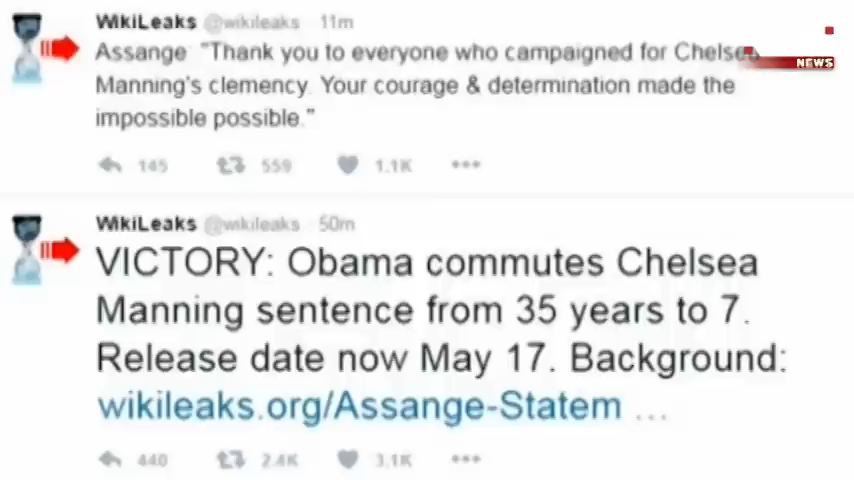 WikiLeaks @wikileaks 11m
Assange "Thank you to everyone who campaigned for Chelsea
NEWS
Manning's clemency. Your courage & determination made the
impossible possible."
145 559 1.1K
WikiLeaks @wikileaks 50m
VICTORY: Obama commutes Chelsea
Manning sentence from 35 years to 7.
Release date now May 17. Background:
wikileaks.org/Assange-Statem ...
440 2.4K 3.1K